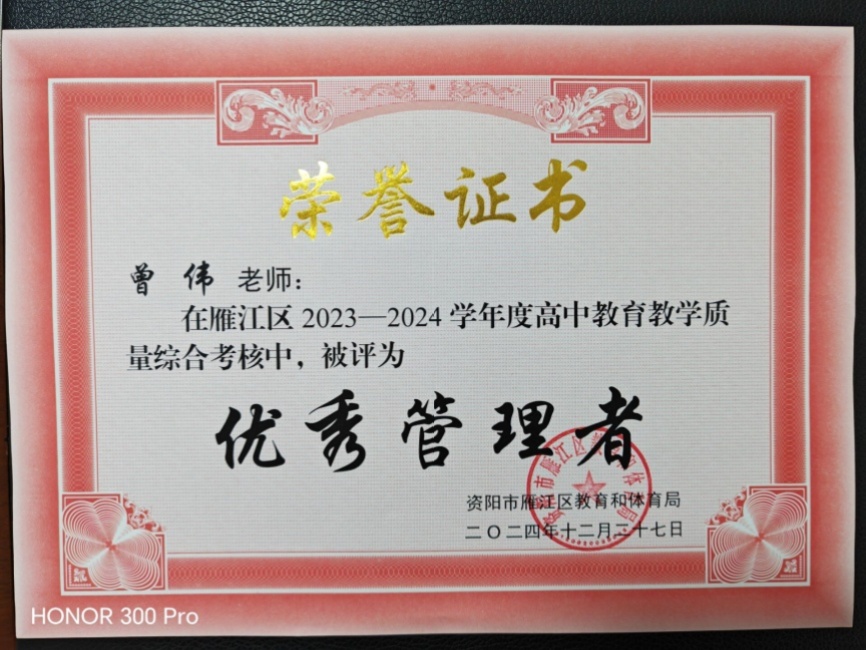 荣誉证书
曾 伟 老师：
在雁江区 2023—2024 学年度高中教育教学质
量综合考核中，被评为
优秀管理者
资阳市雁江区教育和体育局
二〇二四年十二月二十七日
HONOR 300 Pro